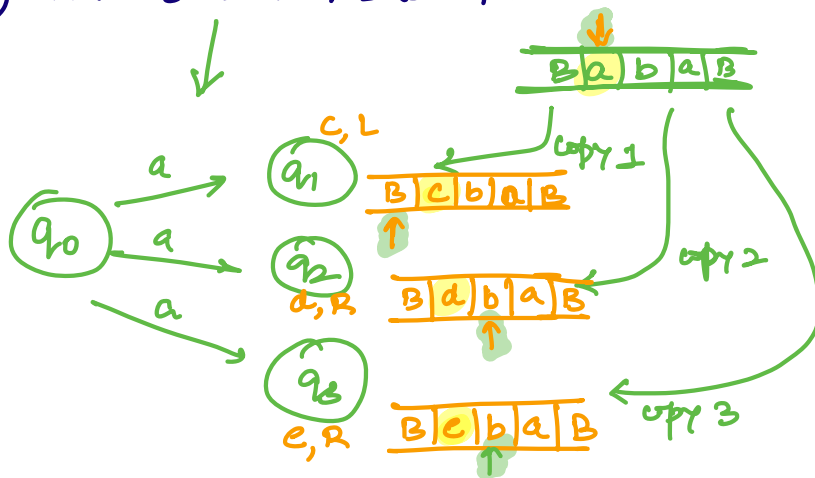 B a b a B
c, L
copy 1
a
q1
B c b a B
q0
a
q2
copy 2
d, R
B d b a B
a
q3
copy 3
e, R
B e b a B